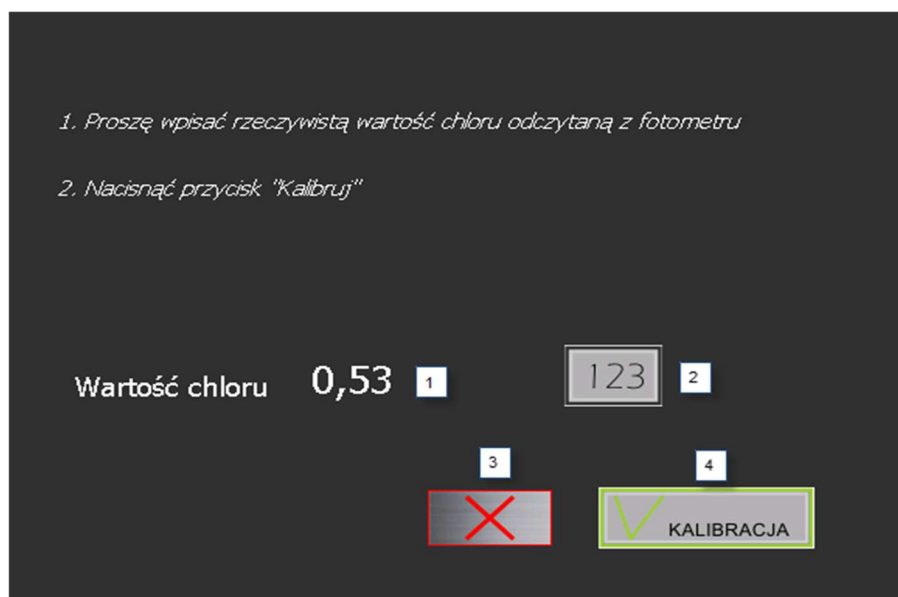 1. Proszę wpisać rzeczywistą wartość chloru odczytaną z fotometru
2. Nacisnąć przycisk "Kalibruj"
Wartość chloru 0,53 1 123 2
3 4
KALIBRACJA